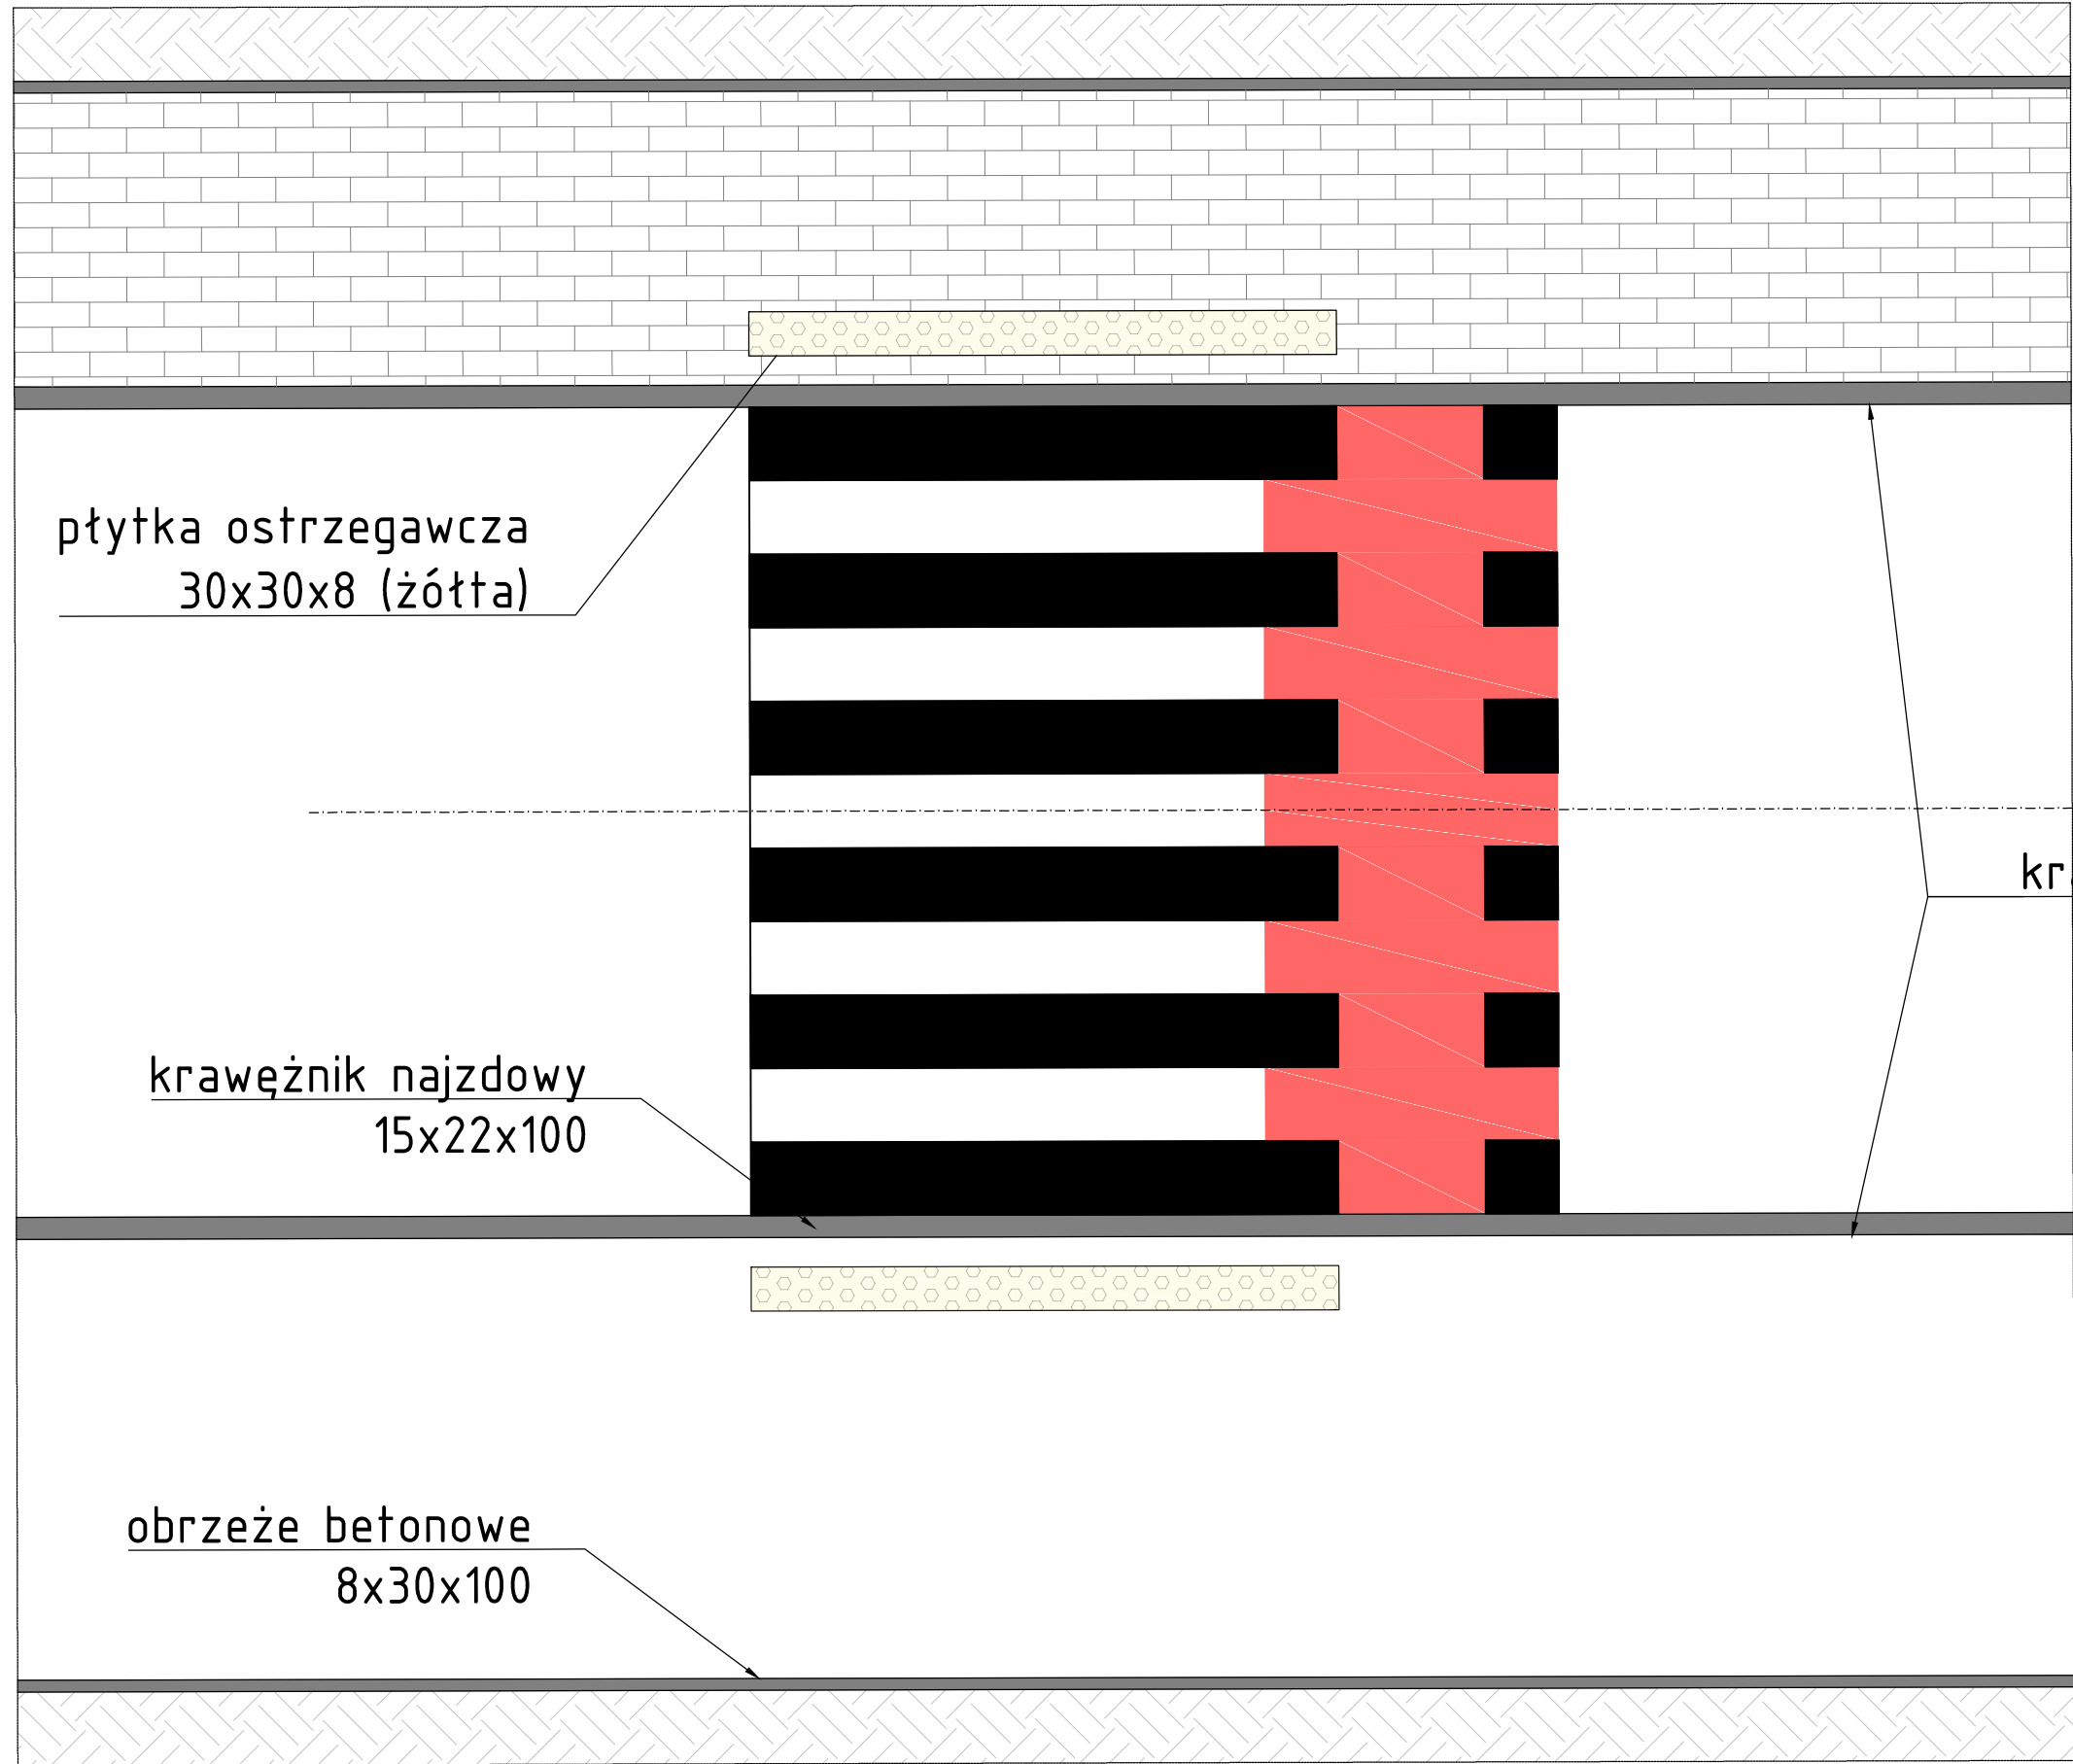 płytka ostrzegawcza
30x30x8 (żółta)
krawężnik najzdowy
15x22x100
obrzeże betonowe
8x30x100